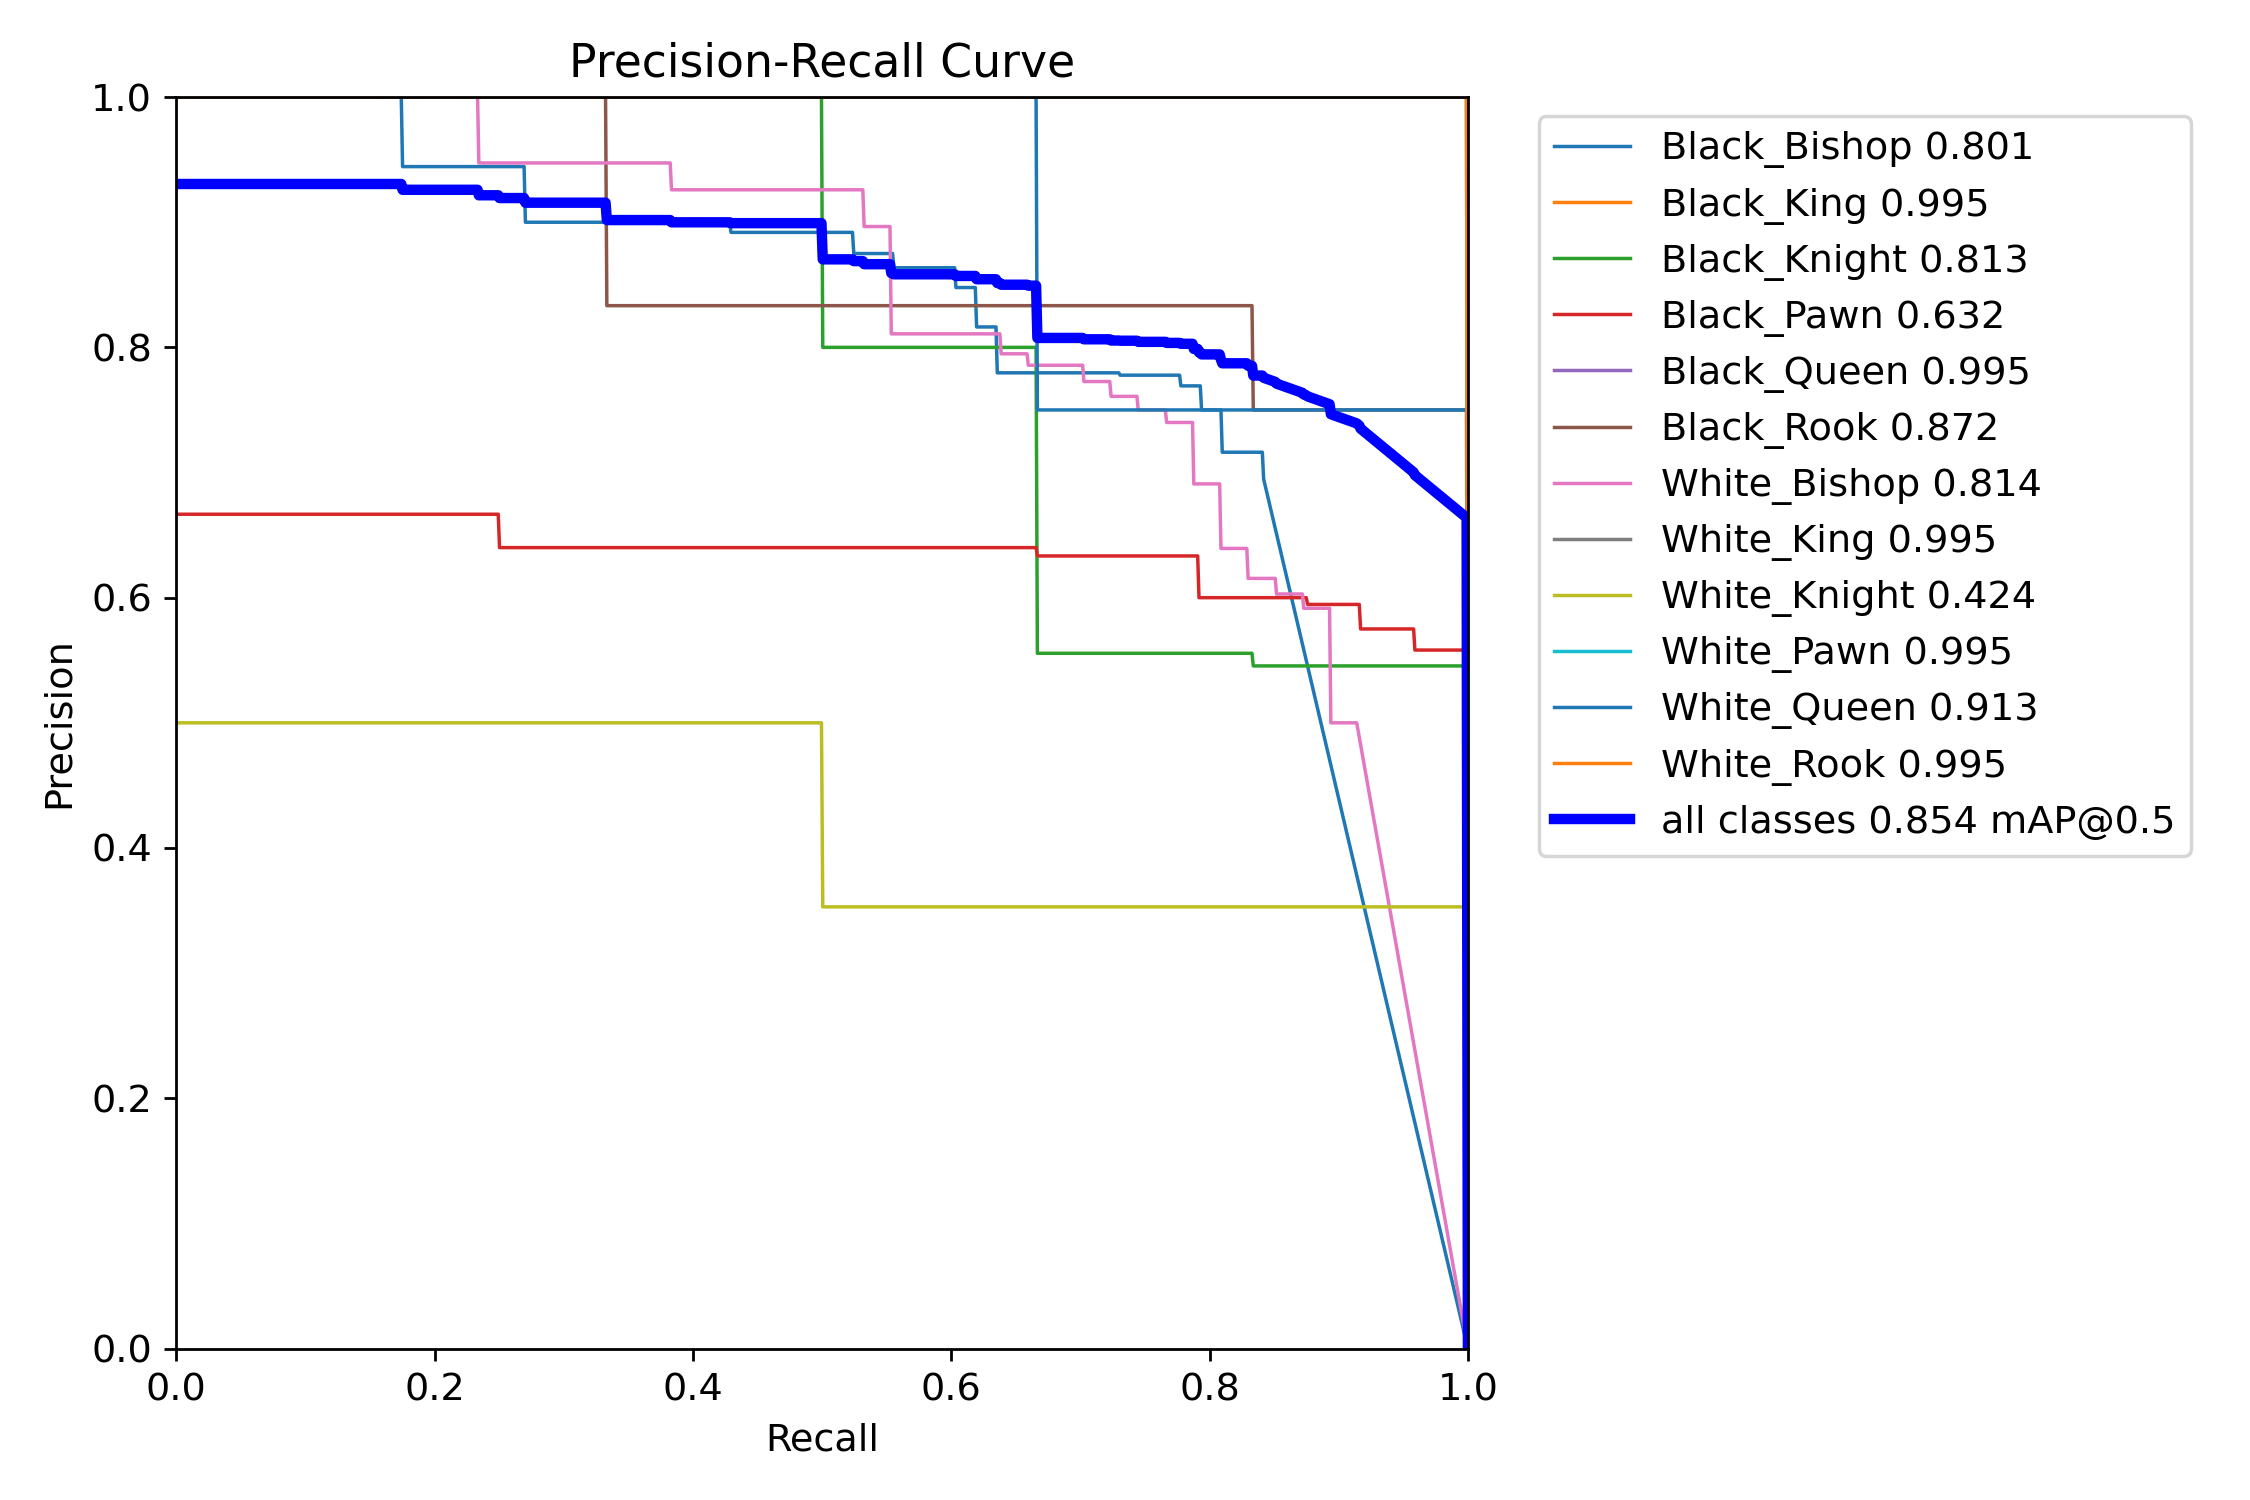 Precision-Recall Curve
1.0
0.8
0.6
0.4
0.2
0.0
Precision
0.0 0.2 0.4 0.6 0.8 1.0
Recall
Black_Bishop 0.801
Black_King 0.995
Black_Knight 0.813
Black_Pawn 0.632
Black_Queen 0.995
Black_Rook 0.872
White_Bishop 0.814
White_King 0.995
White_Knight 0.424
White_Pawn 0.995
White_Queen 0.913
White_Rook 0.995
all classes 0.854 mAP@0.5